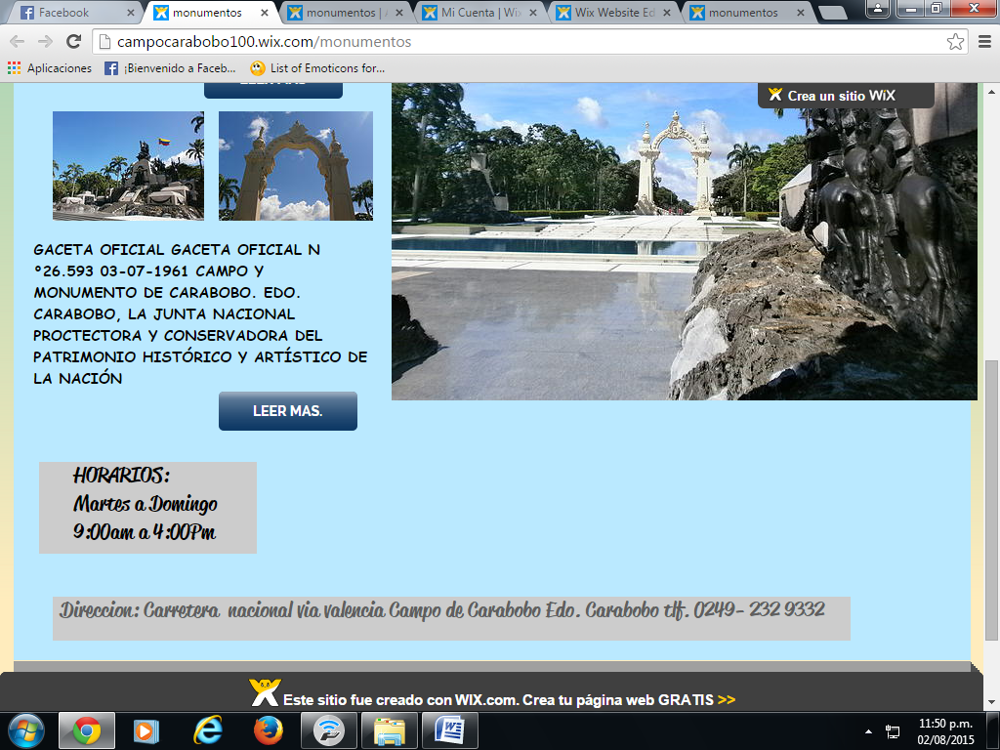 Facebook
monumentos
monumentos | A
Mi Cuenta | Wix
Wix Website Ed
monumentos
campocarabobo100.wix.com/monumentos
Aplicaciones
¡Bienvenido a Faceb...
List of Emoticons for...
Crea un sitio WiX
GACETA OFICIAL GACETA OFICIAL N
°26.593 03-07-1961 CAMPO Y
MONUMENTO DE CARABOBO. EDO.
CARABOBO, LA JUNTA NACIONAL
PROCTECTORA Y CONSERVADORA DEL
PATRIMONIO HISTÓRICO Y ARTÍSTICO DE
LA NACIÓN
LEER MAS.
HORARIOS:
Martes a Domingo
9:00am a 4:00Pm
Direccion: Carretera nacional via valencia Campo de Carabobo Edo. Carabobo tlf. 0249- 232 9332
Este sitio fue creado con WIX.com. Crea tu página web GRATIS >>
11:50 p.m.
02/08/2015